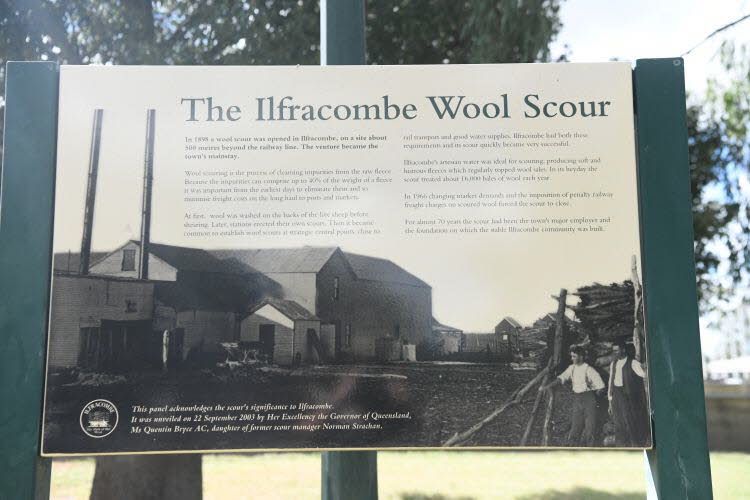 The Ilfracombe Wool Scour
In 1898 a wool scour was opened in Ilfracombe, on a site about
500 metres beyond the railway line. The venture became the
town's mainstay.
Wool scouring is the process of cleaning impurities from the raw fleece.
Because the impurities can comprise up to 40% of the weight of a fleece
it was important from the earliest days to eliminate them and so
minimise freight costs on the long haul to ports and markets.
At first, wool was washed on the backs of the live sheep before
shearing. Later, stations erected their own scours. Then it became
common to establish wool scours at strategic central points, close to
rail transport and good water supplies. Ilfracombe had both these
requirements and its scour quickly became very successful.
Ilfracombe's artesian water was ideal for scouring, producing soft and
lustrous fleeces which regularly topped wool sales. In its heyday the
scour treated about 16,000 bales of wool each year.
In 1966 changing market demands and the imposition of penalty railway
freight charges on scoured wool forced the scour to close.
For almost 70 years the scour had been the town's major employer and
the foundation on which the stable Ilfracombe community was built.
This panel acknowledges the scour's significance to Ilfracombe.
It was unveiled on 22 September 2003 by Her Excellency the Governor of Queensland,
Ms Quentin Bryce AC, daughter of former scour manager Norman Strachan.
ILFRACOMBE